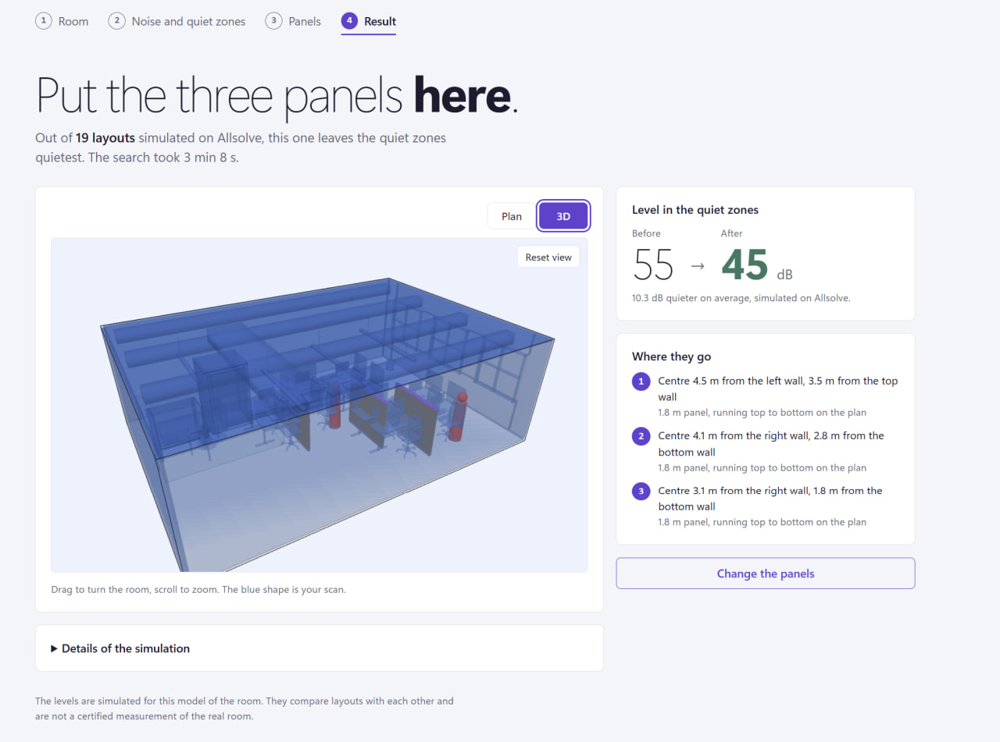 1 Room 2 Noise and quiet zones 3 Panels 4 Result
Put the three panels here.
Out of 19 layouts simulated on Allsolve, this one leaves the quiet zones
quietest. The search took 3 min 8 s.
Plan 3D
Reset view
Drag to turn the room, scroll to zoom. The blue shape is your scan.
▶ Details of the simulation
Level in the quiet zones
Before After
55 → 45 dB
10.3 dB quieter on average, simulated on Allsolve.
Where they go
1 Centre 4.5 m from the left wall, 3.5 m from the top
wall
1.8 m panel, running top to bottom on the plan
2 Centre 4.1 m from the right wall, 2.8 m from the
bottom wall
1.8 m panel, running top to bottom on the plan
3 Centre 3.1 m from the right wall, 1.8 m from the
bottom wall
1.8 m panel, running top to bottom on the plan
Change the panels
The levels are simulated for this model of the room. They compare layouts with each other and
are not a certified measurement of the real room.